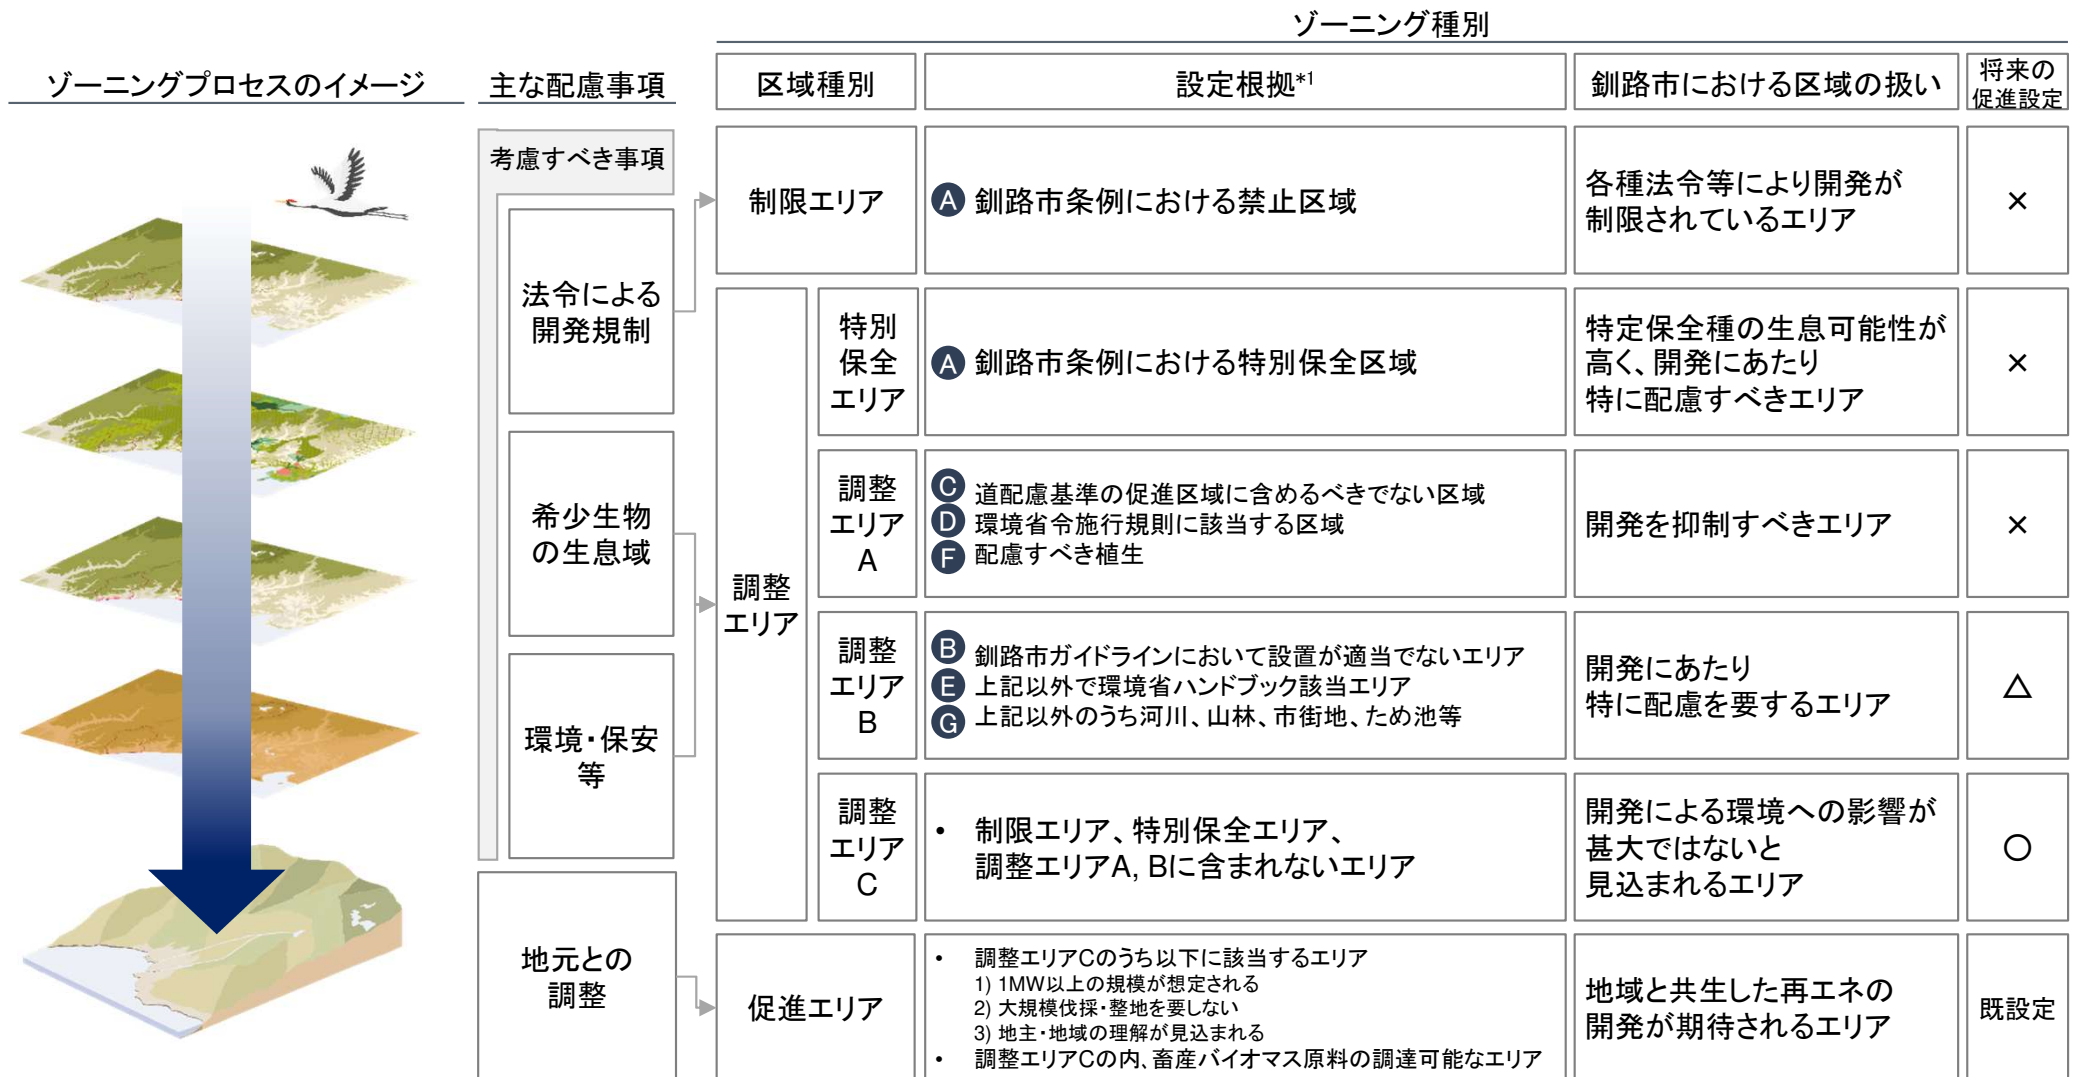 ゾーニング種別
ゾーニングプロセスのイメージ
主な配慮事項
区域種別
設定根拠*1
釧路市における区域の扱い
将来の
促進設定
考慮すべき事項
法令による
開発規制
希少生物
の生息域
環境・保安
等
地元との
調整
制限エリア
A 釧路市条例における禁止区域
各種法令等により開発が
制限されているエリア
×
調整
エリア
特別
保全
エリア
A 釧路市条例における特別保全区域
特定保全種の生息可能性が
高く、開発にあたり
特に配慮すべきエリア
×
調整
エリア
A
C 道配慮基準の促進区域に含めるべきでない区域
D 環境省令施行規則に該当する区域
F 配慮すべき植生
開発を抑制すべきエリア
×
調整
エリア
B
B 釧路市ガイドラインにおいて設置が適当でないエリア
E 上記以外で環境省ハンドブック該当エリア
G 上記以外のうち河川、山林、市街地、ため池等
開発にあたり
特に配慮を要するエリア
△
調整
エリア
C
• 制限エリア、特別保全エリア、
調整エリアA, Bに含まれないエリア
開発による環境への影響が
甚大ではないと
見込まれるエリア
○
促進エリア
• 調整エリアCのうち以下に該当するエリア
1) 1MW以上の規模が想定される
2) 大規模伐採・整地を要しない
3) 地主・地域の理解が見込まれる
• 調整エリアCの内、畜産バイオマス原料の調達可能なエリア
地域と共生した再エネの
開発が期待されるエリア
既設定